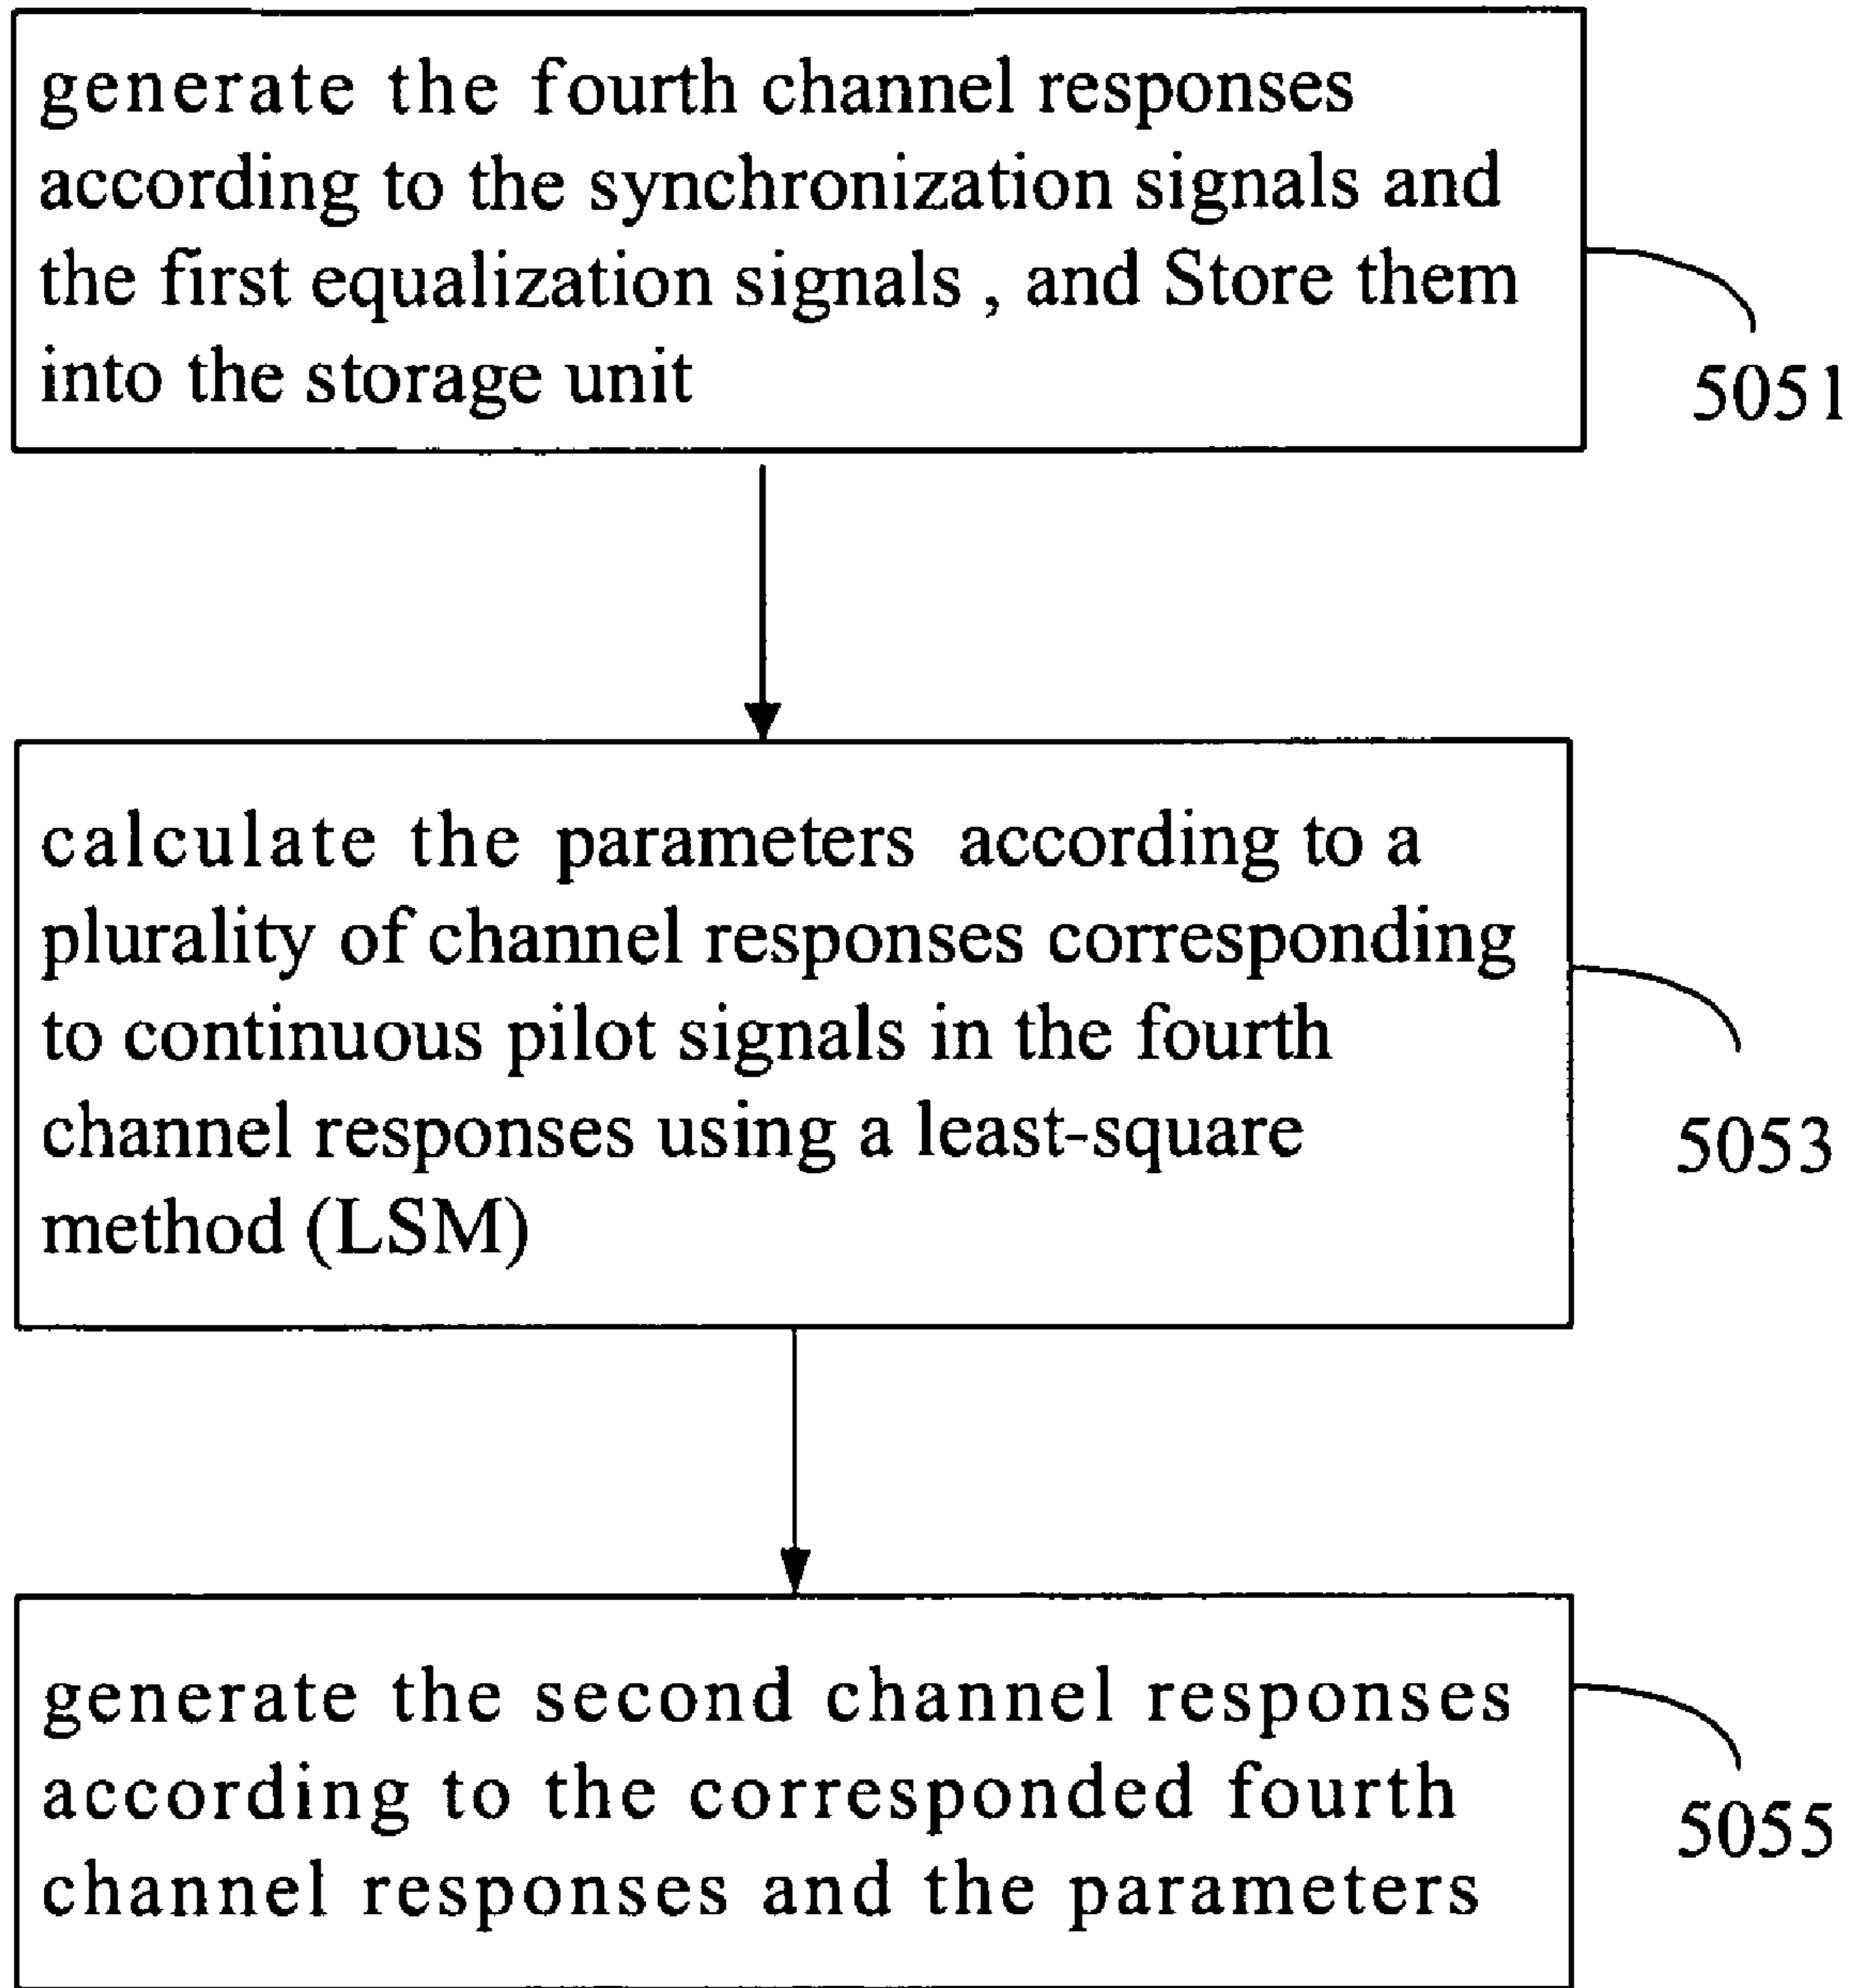 generate the fourth channel responses
according to the synchronization signals and
the first equalization signals , and Store them
into the storage unit
5051
calculate the parameters according to a
plurality of channel responses corresponding
to continuous pilot signals in the fourth
channel responses using a least-square
method (LSM)
5053
generate the second channel responses
according to the corresponded fourth
channel responses and the parameters
5055